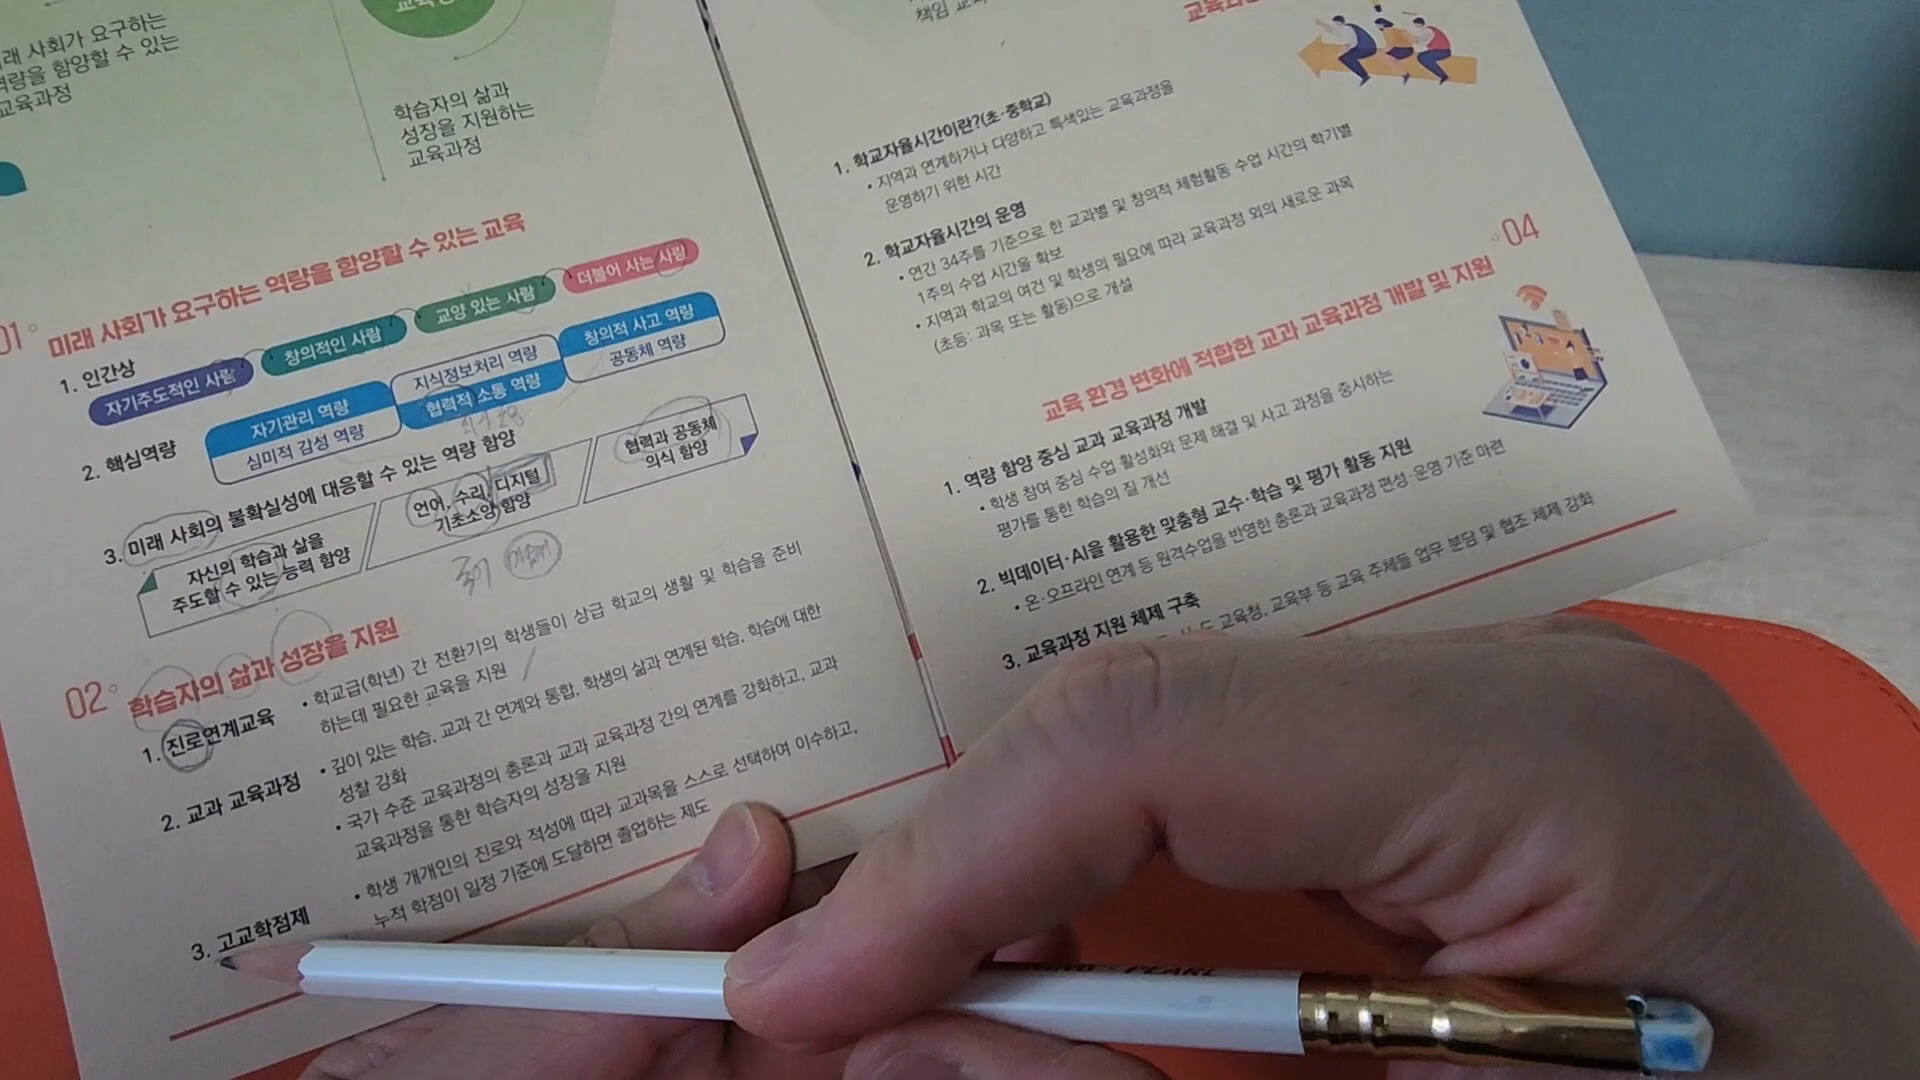 래 사회가 요구하는
역량을 함양할 수 있는
교육과정
학습자의 삶과
성장을 지원하는
교육과정
01
미래 사회가 요구하는 역량을 함양할 수 있는 교육
1. 인간상
자기주도적인 사람
창의적인 사람
교양 있는 사람
더불어 사는 사람
2. 핵심역량
자기관리 역량
심미적 감성 역량
지식정보처리 역량
협력적 소통 역량
창의적 사고 역량
공동체 역량
3. 미래 사회의 불확실성에 대응할 수 있는 역량 함양
자신의 학습과 삶을
주도할 수 있는 능력 함양
언어, 수리, 디지털
기초소양 함양
협력과 공동체
의식 함양
02
학습자의 삶과 성장을 지원
1. 진로연계교육
• 학교급(학년) 간 전환기의 학생들이 상급 학교의 생활 및 학습을 준비
하는데 필요한 교육을 지원
2. 교과 교육과정
• 깊이 있는 학습, 교과 간 연계와 통합, 학생의 삶과 연계된 학습, 학습에 대한
성찰 강화
• 국가 수준 교육과정의 총론과 교과 교육과정 간의 연계를 강화하고, 교과
교육과정을 통한 학습자의 성장을 지원
3. 고교학점제
• 학생 개개인의 진로와 적성에 따라 교과목을 스스로 선택하여 이수하고,
누적 학점이 일정 기준에 도달하면 졸업하는 제도
책임
1. 학교자율시간이란?(초·중학교)
• 지역과 연계하거나 다양하고 특색있는 교육과정을
운영하기 위한 시간
2. 학교자율시간의 운영
• 연간 34주를 기준으로 한 교과별 및 창의적 체험활동 수업 시간의 학기별
1주의 수업 시간을 확보
• 지역과 학교의 여건 및 학생의 필요에 따라 교육과정 외의 새로운 과목
(초등: 과목 또는 활동)으로 개설
04
교육 환경 변화에 적합한 교과 교육과정 개발 및 지원
1. 역량 함양 중심 교과 교육과정 개발
• 학생 참여 중심 수업 활성화와 문제 해결 및 사고 과정을 중시하는
평가를 통한 학습의 질 개선
2. 빅데이터·AI을 활용한 맞춤형 교수·학습 및 평가 활동 지원
• 온·오프라인 연계 등 원격수업을 반영한 총론과 교육과정 편성·운영 기준 마련
3. 교육과정 지원 체제 구축
도 교육청, 교육부 등 교육 주체들 업무 분담 및 협조 체제 강화
PEARL